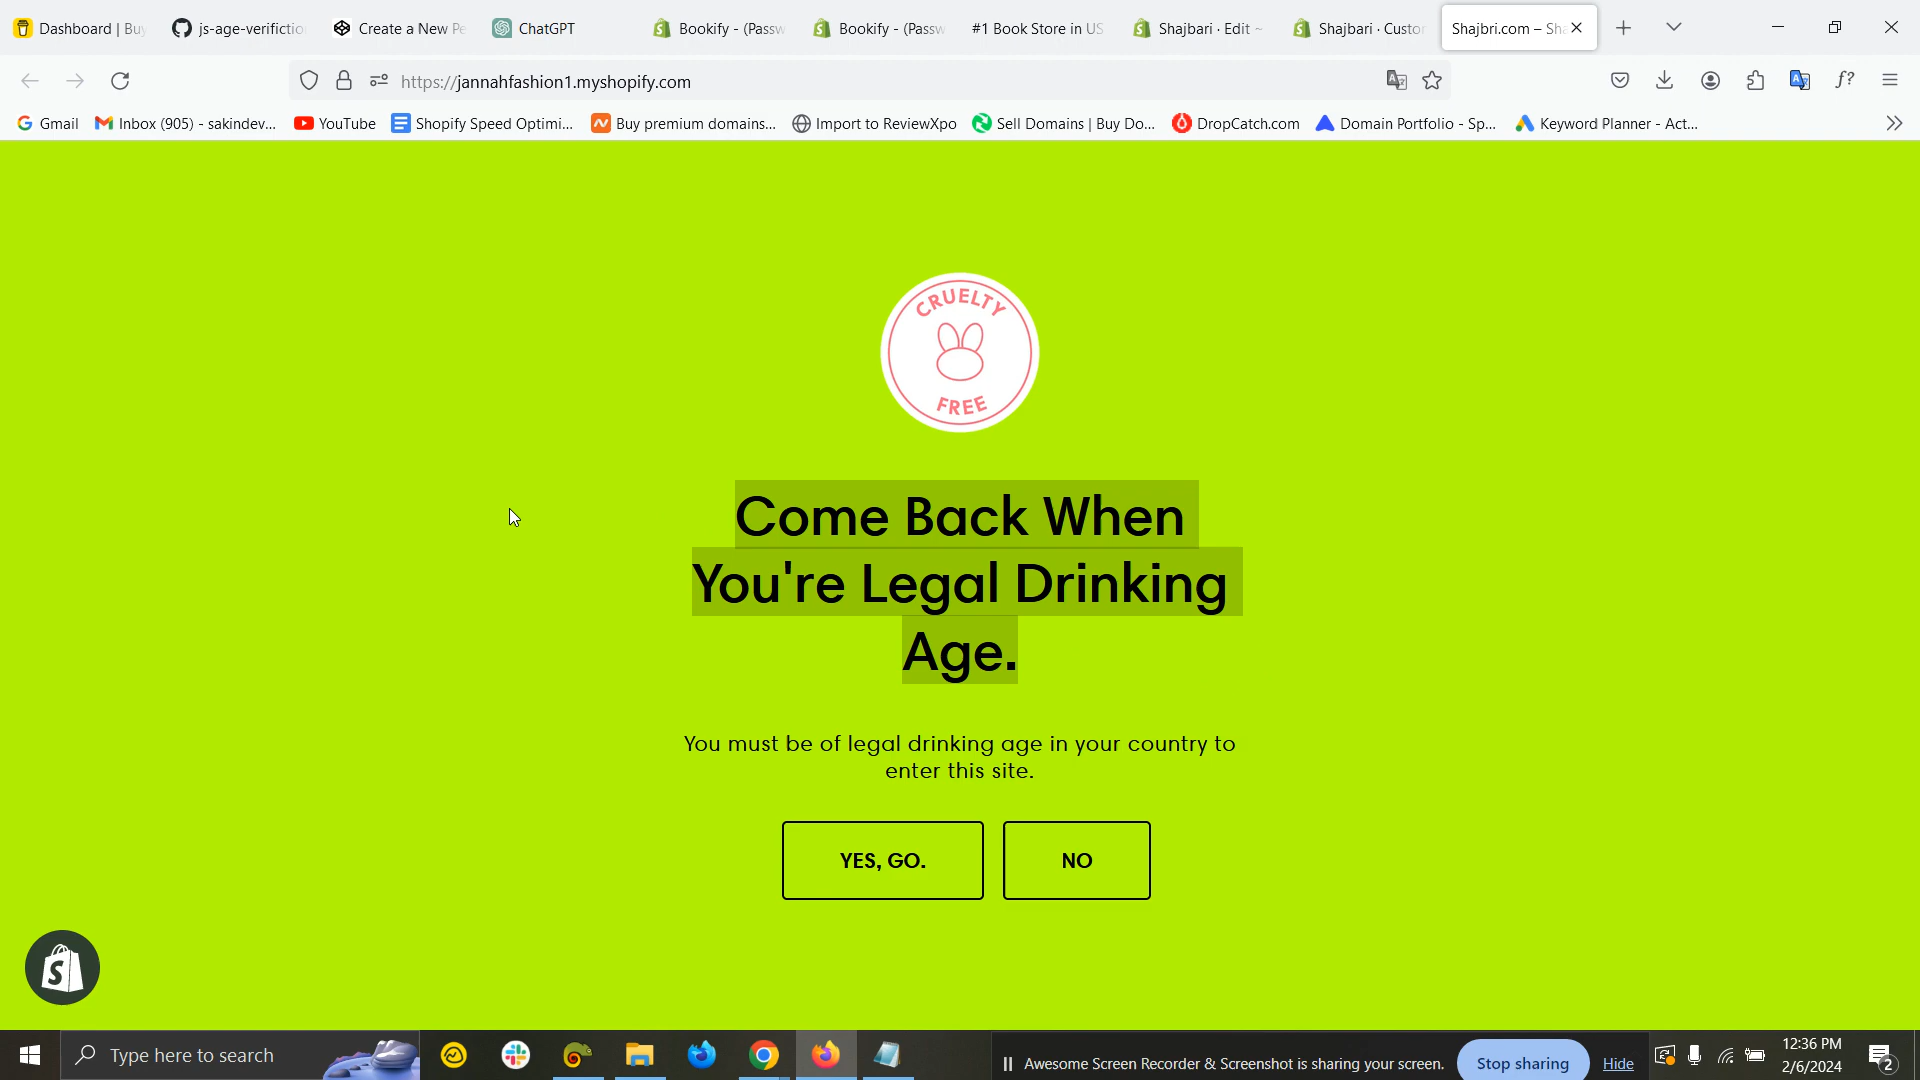 Dashboard | Buy
js-age-verifictio
Create a New Pe
ChatGPT
Bookify - (Passw
Bookify - (Passw
#1 Book Store in US
Shajbari · Edit ~
Shajbari · Custor
Shajbri.com – Sha
https://jannahfashion1.myshopify.com
Gmail
Inbox (905) - sakindev...
YouTube
Shopify Speed Optimi...
Buy premium domains...
Import to ReviewXpo
Sell Domains | Buy Do...
DropCatch.com
Domain Portfolio - Sp...
Keyword Planner - Act...
CRUELTY
FREE
Come Back When
You're Legal Drinking
Age.
You must be of legal drinking age in your country to
enter this site.
YES, GO.
NO
Type here to search
Awesome Screen Recorder & Screenshot is sharing your screen.
Stop sharing
Hide
12:36 PM
2/6/2024
2